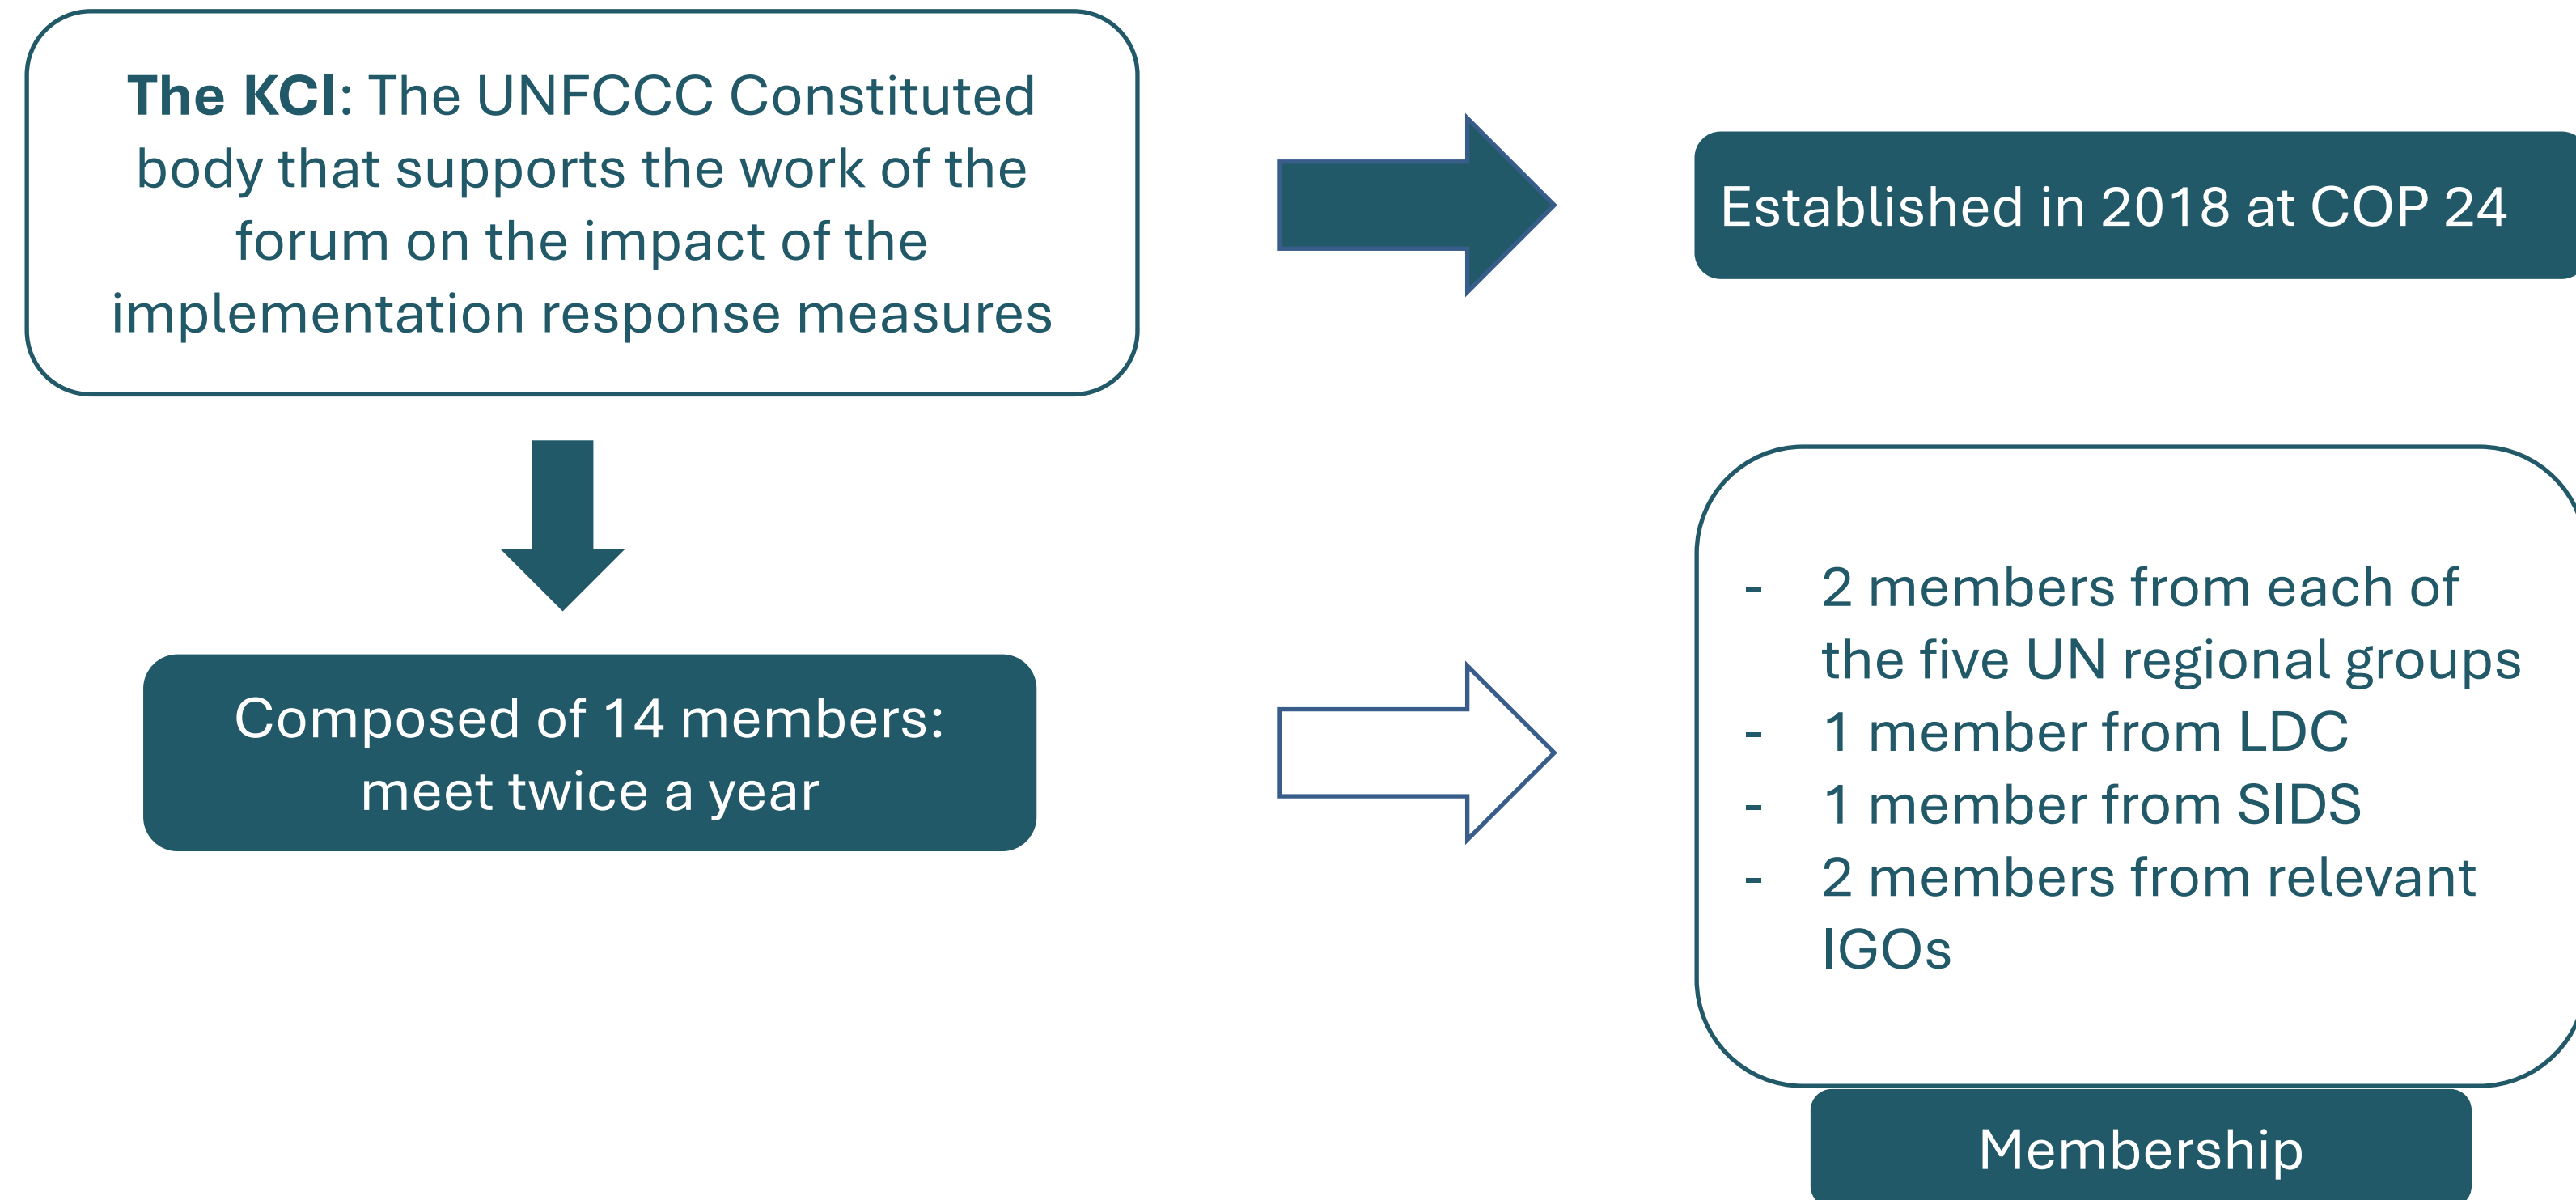 The KCI: The UNFCCC Constituted
body that supports the work of the
forum on the impact of the
implementation response measures
Established in 2018 at COP 24
Composed of 14 members:
meet twice a year
- 2 members from each of
the five UN regional groups
- 1 member from LDC
- 1 member from SIDS
- 2 members from relevant
IGOs
Membership